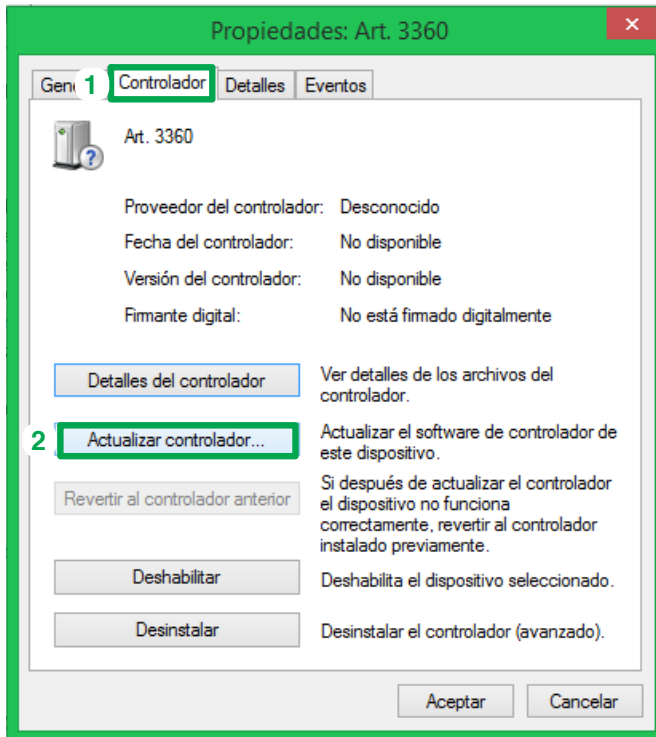 Propiedades: Art. 3360
1 Controlador Detalles Eventos
Art. 3360
Proveedor del controlador: Desconocido
Fecha del controlador: No disponible
Versión del controlador: No disponible
Firmante digital: No está firmado digitalmente
Detalles del controlador
Ver detalles de los archivos del
controlador.
2 Actualizar controlador...
Actualizar el software de controlador de
este dispositivo.
Revertir al controlador anterior
Si después de actualizar el controlador
el dispositivo no funciona
correctamente, revertir al controlador
instalado previamente.
Deshabilitar
Deshabilita el dispositivo seleccionado.
Desinstalar
Desinstalar el controlador (avanzado).
Aceptar Cancelar